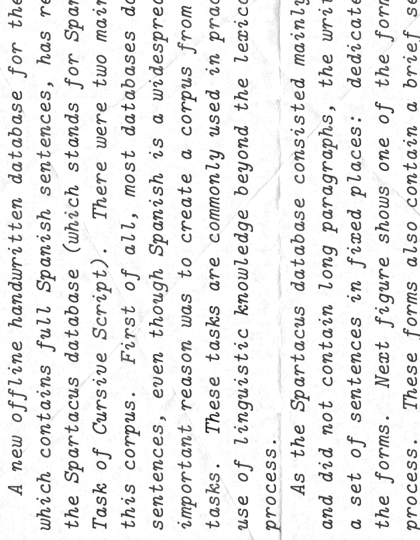 A new offline handwritten database for the
which contains full Spanish sentences, has re
the Spartacus database (which stands for Span
Task of Cursive Script). There were two main
this corpus. First of all, most databases do
sentences, even though Spanish is a widespread
important reason was to create a corpus from
tasks. These tasks are commonly used in prac
use of linguistic knowledge beyond the lexico
process.
As the Spartacus database consisted mainly
and did not contain long paragraphs, the writ
a set of sentences in fixed places: dedicate
the forms. Next figure shows one of the form
process. These forms also contain a brief se